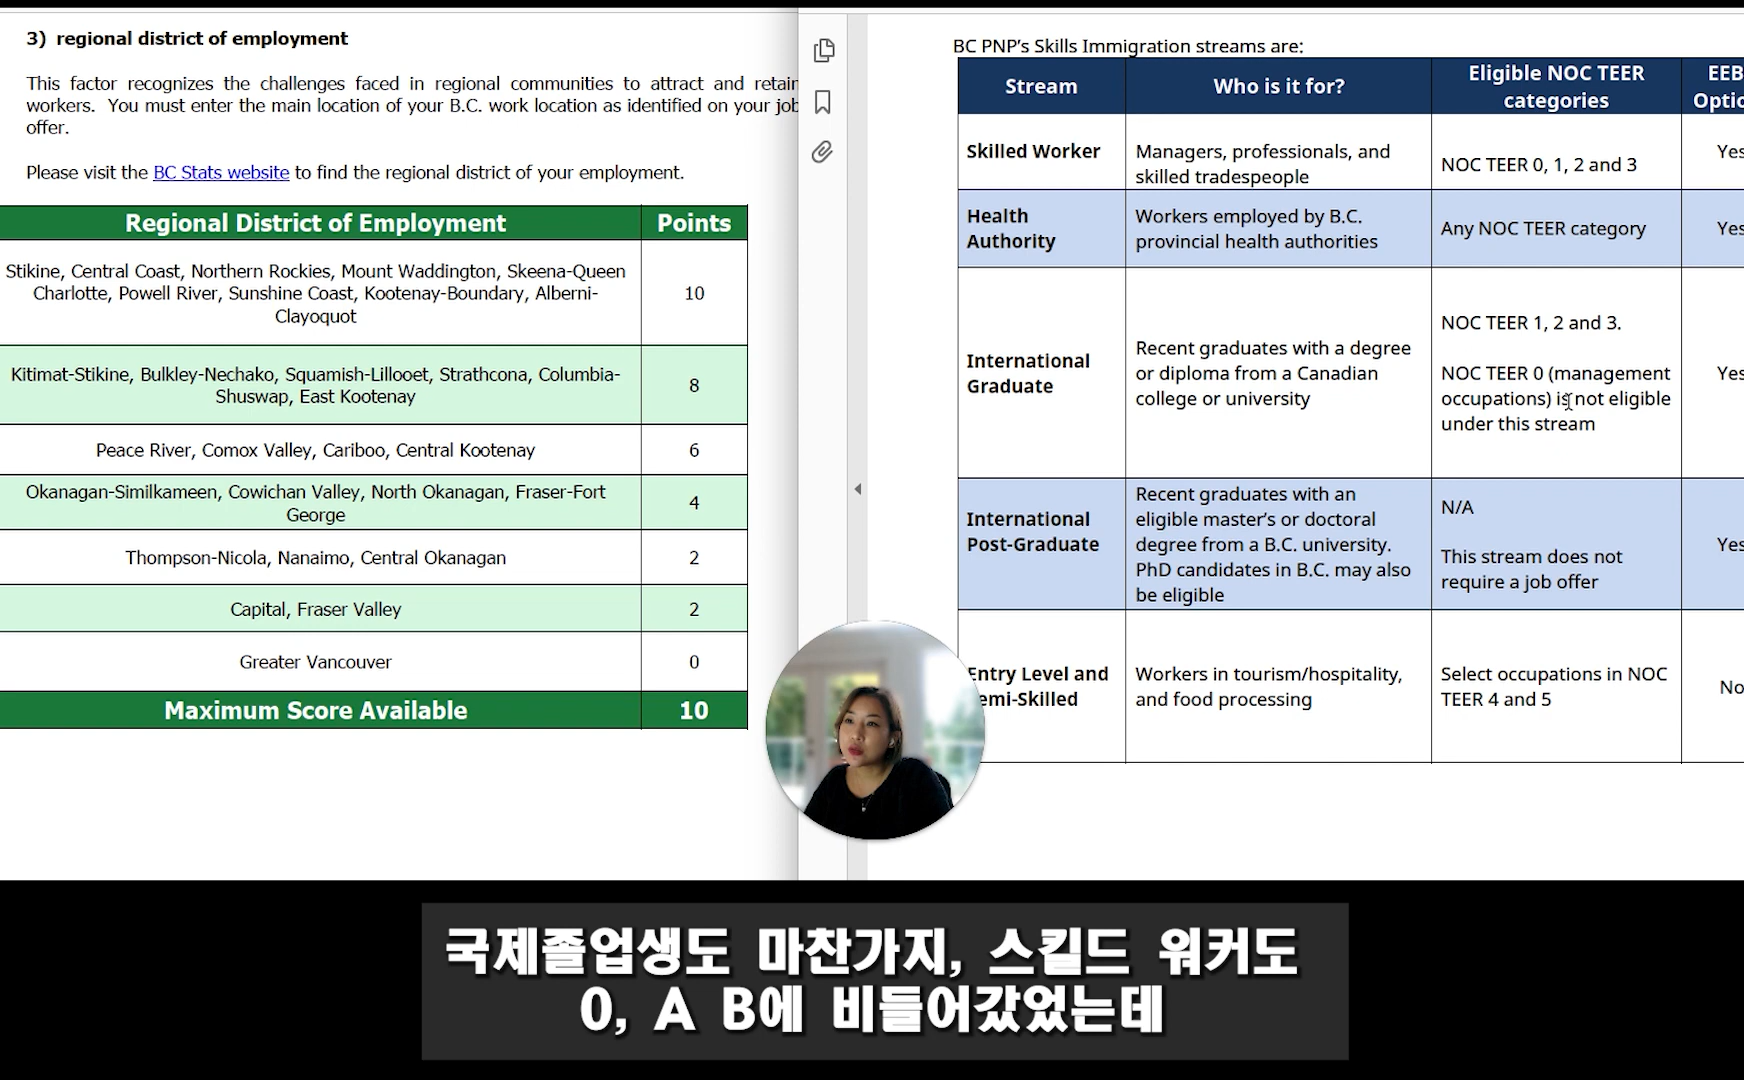 3) regional district of employment
This factor recognizes the challenges faced in regional communities to attract and retain
workers. You must enter the main location of your B.C. work location as identified on your job
offer.
Please visit the BC Stats website to find the regional district of your employment.
Regional District of Employment Points
Stikine, Central Coast, Northern Rockies, Mount Waddington, Skeena-Queen
Charlotte, Powell River, Sunshine Coast, Kootenay-Boundary, Alberni-
Clayoquot
10
Kitimat-Stikine, Bulkley-Nechako, Squamish-Lillooet, Strathcona, Columbia-
Shuswap, East Kootenay
8
Peace River, Comox Valley, Cariboo, Central Kootenay 6
Okanagan-Similkameen, Cowichan Valley, North Okanagan, Fraser-Fort
George
4
Thompson-Nicola, Nanaimo, Central Okanagan 2
Capital, Fraser Valley 2
Greater Vancouver 0
Maximum Score Available 10
BC PNP's Skills Immigration streams are:
Stream
Who is it for?
Eligible NOC TEER
categories
EEB
Optio
Skilled Worker
Managers, professionals, and
skilled tradespeople
NOC TEER 0, 1, 2 and 3
Yes
Health
Authority
Workers employed by B.C.
provincial health authorities
Any NOC TEER category
Yes
International
Graduate
Recent graduates with a degree
or diploma from a Canadian
college or university
NOC TEER 1, 2 and 3.
NOC TEER 0 (management
occupations) is not eligible
under this stream
Yes
International
Post-Graduate
Recent graduates with an
eligible master's or doctoral
degree from a B.C. university.
PhD candidates in B.C. may also
be eligible
N/A
This stream does not
require a job offer
Yes
Entry Level and
emi-Skilled
Workers in tourism/hospitality,
and food processing
Select occupations in NOC
TEER 4 and 5
No
국제졸업생도 마찬가지, 스킬드 워커도
0, A B에 비들어갔었는데